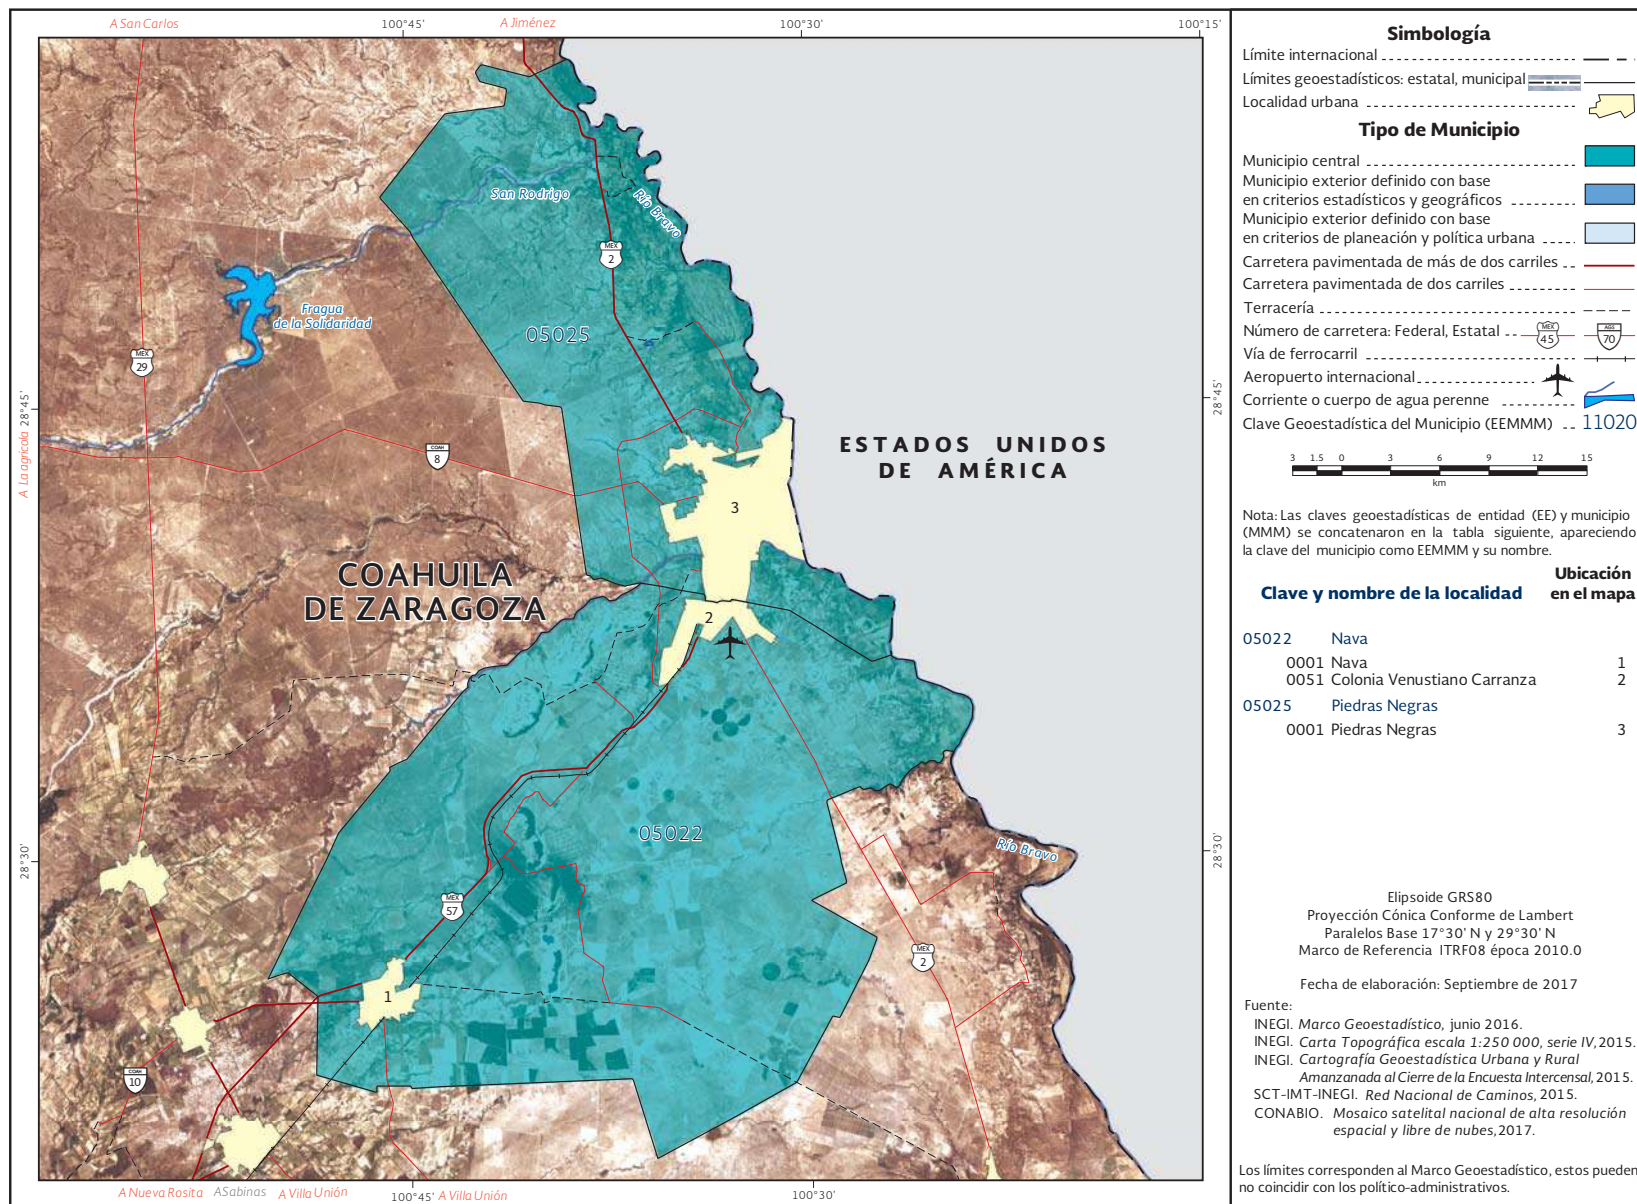 A San Carlos
100°45'
A Jiménez
100°30'
100°15'
San Rodrigo
Río Bravo
MEX 2
Fragua
de la Solidaridad
05025
MEX 29
28°45'
28°45'
A La agrícola
COAH 8
ESTADOS UNIDOS
DE AMÉRICA
3
COAHUILA
DE ZARAGOZA
2
05022
Río Bravo
28°30'
28°30'
MEX 57
MEX 2
1
COAH 10
A Nueva Rosita
A Sabinas
A Villa Unión
100°45'
A Villa Unión
100°30'
Simbología
Límite internacional
Límites geoestadísticos: estatal, municipal
Localidad urbana
Tipo de Municipio
Municipio central
Municipio exterior definido con base
en criterios estadísticos y geográficos
Municipio exterior definido con base
en criterios de planeación y política urbana
Carretera pavimentada de más de dos carriles
Carretera pavimentada de dos carriles
Terracería
Número de carretera: Federal, Estatal MEX 45 AGS 70
Vía de ferrocarril
Aeropuerto internacional
Corriente o cuerpo de agua perenne
Clave Geoestadística del Municipio (EEMMM) 11020
3 1.5 0 3 6 9 12 15
km
Nota: Las claves geoestadísticas de entidad (EE) y municipio
(MMM) se concatenaron en la tabla siguiente, apareciendo
la clave del municipio como EEMMM y su nombre.
Clave y nombre de la localidad
Ubicación
en el mapa
05022 Nava
0001 Nava 1
0051 Colonia Venustiano Carranza 2
05025 Piedras Negras
0001 Piedras Negras 3
Elipsoide GRS80
Proyección Cónica Conforme de Lambert
Paralelos Base 17°30' N y 29°30' N
Marco de Referencia ITRF08 época 2010.0
Fecha de elaboración: Septiembre de 2017
Fuente:
INEGI. Marco Geoestadístico, junio 2016.
INEGI. Carta Topográfica escala 1:250 000, serie IV, 2015.
INEGI. Cartografía Geoestadística Urbana y Rural
Amanzanada al Cierre de la Encuesta Intercensal, 2015.
SCT-IMT-INEGI. Red Nacional de Caminos, 2015.
CONABIO. Mosaico satelital nacional de alta resolución
espacial y libre de nubes, 2017.
Los límites corresponden al Marco Geoestadístico, estos pueden
no coincidir con los político-administrativos.